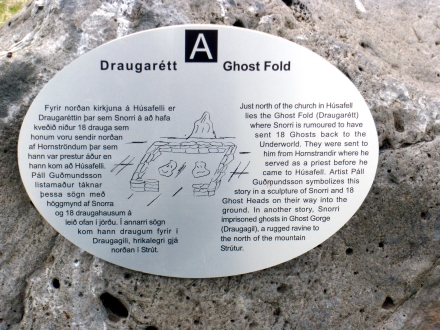 A
Draugarétt
Ghost Fold
Fyrir norðan kirkjuna á Húsafelli er
Draugaréttin þar sem Snorri á að hafa
kveðið niður 18 drauga sem
honum voru sendir norðan
af Hornströndum þar sem
hann var prestur áður en
hann kom að Húsafelli.
Páll Guðmundsson
listamaður táknar
þessa sögn með
höggmynd af Snorra
og 18 draugahausum á
leið ofan í jörðu. Í annarri sögn
kom hann draugum fyrir í
Draugagili, hrikalegri gjá
norðan í Strút.
Just north of the church in Húsafell
lies the Ghost Fold (Draugarétt)
where Snorri is rumoured to have
sent 18 Ghosts back to the
Underworld. They were sent to
him from Hornstrandir where he
served as a priest before he
came to Húsafell. Artist Páll
Guðmundsson symbolizes this
story in a sculpture of Snorri and 18
Ghost Heads on their way into the
ground. In another story, Snorri
imprisoned ghosts in Ghost Gorge
(Draugagil), a rugged ravine to
the north of the mountain
Strútur.